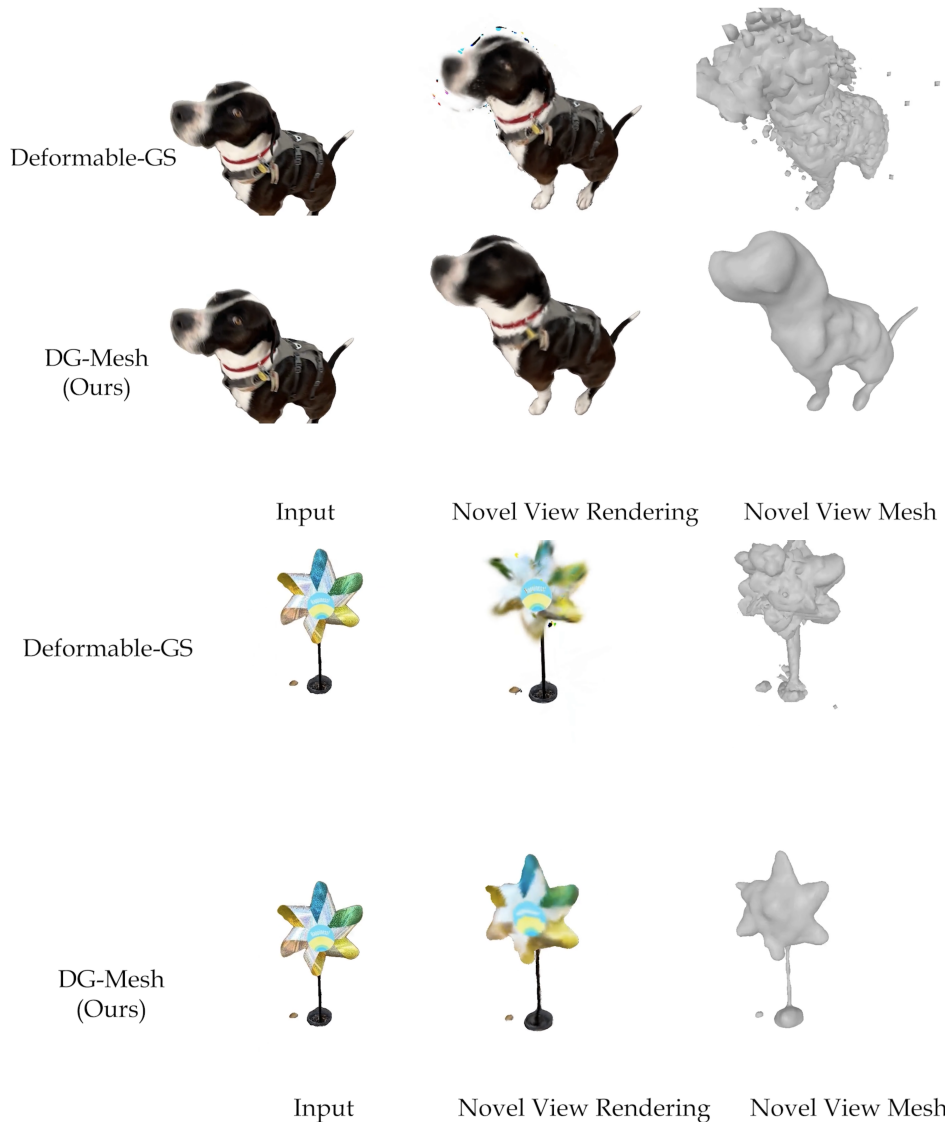 Deformable-GS
DG-Mesh
(Ours)
Input
Novel View Rendering
Novel View Mesh
Deformable-GS
DG-Mesh
(Ours)
Input
Novel View Rendering
Novel View Mesh